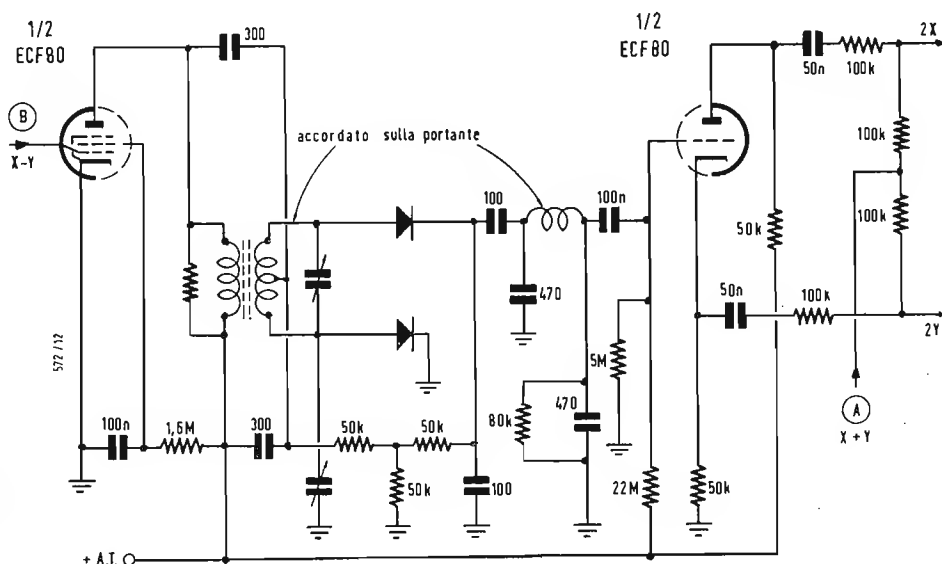 1/2
ECF80
300
B
X-Y
accordato sulla portante
100
100n
470
5M
80k
470
572/12
100n
1,6M
300
50k
50k
50k
100
22M
50k
+ A.T.
1/2
ECF80
50n
100k
2X
100k
100k
50k
50n
100k
2Y
A
X+Y